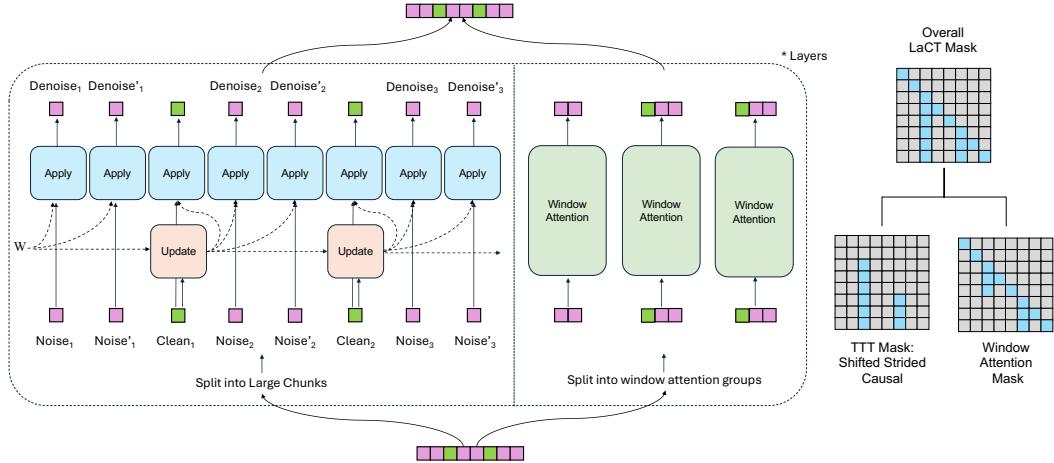 * Layers
Denoise₁ Denoise'₁ Denoise₂ Denoise'₂ Denoise₃ Denoise'₃
Apply Apply Apply Apply Apply Apply Apply Apply
W
Update Update
Noise₁ Noise'₁ Clean₁ Noise₂ Noise'₂ Clean₂ Noise₃ Noise'₃
Split into Large Chunks
Window
Attention
Window
Attention
Window
Attention
Split into window attention groups
Overall
LaCT Mask
TTT Mask:
Shifted Strided
Causal
Window
Attention
Mask